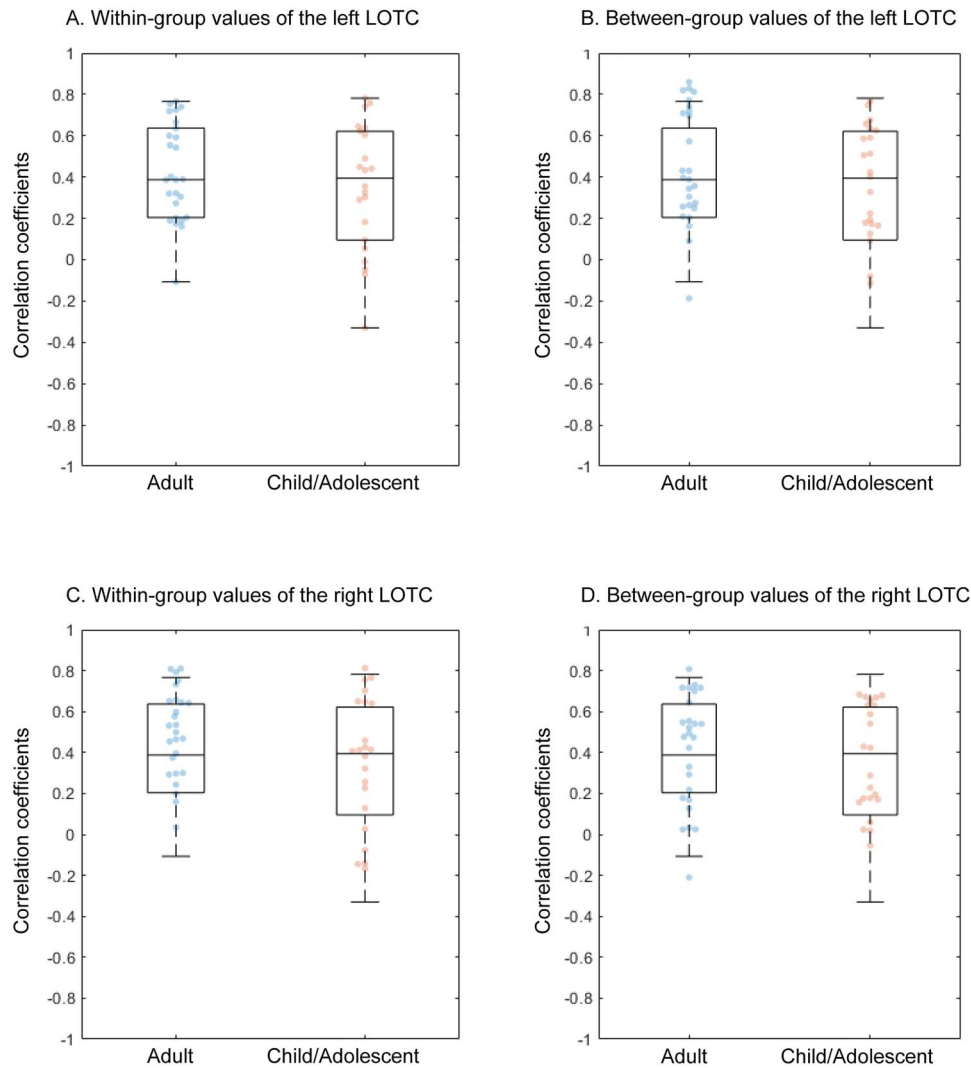 A. Within-group values of the left LOTC
1
0.8
0.6
0.4
0.2
0
-0.2
-0.4
-0.6
-0.8
-1
Correlation coefficients
Adult
Child/Adolescent
B. Between-group values of the left LOTC
1
0.8
0.6
0.4
0.2
0
-0.2
-0.4
-0.6
-0.8
-1
Correlation coefficients
Adult
Child/Adolescent
C. Within-group values of the right LOTC
1
0.8
0.6
0.4
0.2
0
-0.2
-0.4
-0.6
-0.8
-1
Correlation coefficients
Adult
Child/Adolescent
D. Between-group values of the right LOTC
1
0.8
0.6
0.4
0.2
0
-0.2
-0.4
-0.6
-0.8
-1
Correlation coefficients
Adult
Child/Adolescent